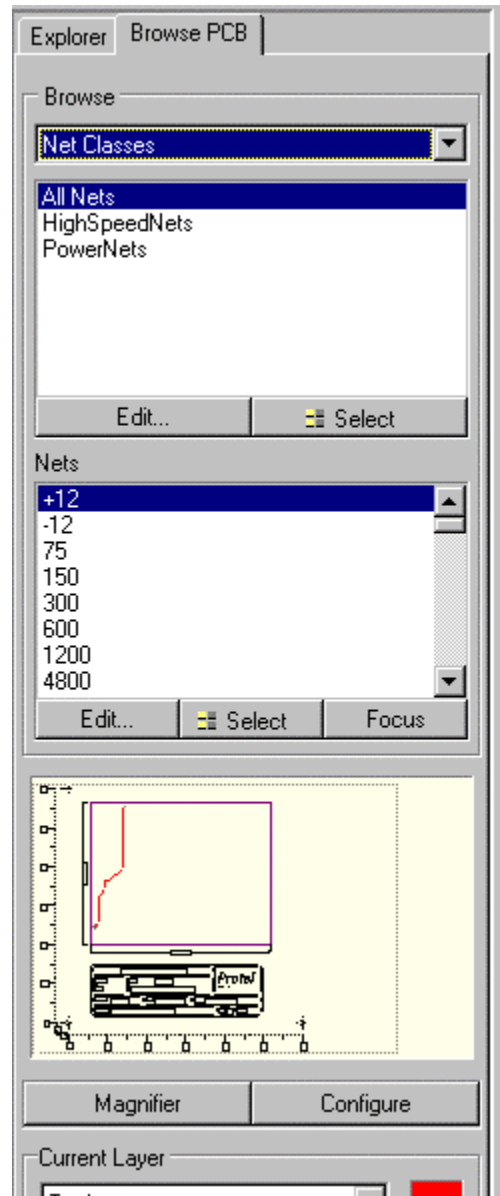 Explorer Browse PCB
Browse
Net Classes
All Nets
HighSpeedNets
PowerNets
Edit... Select
Nets
+12
-12
75
150
300
600
1200
4800
Edit... Select Focus
Protel
Magnifier Configure
Current Layer